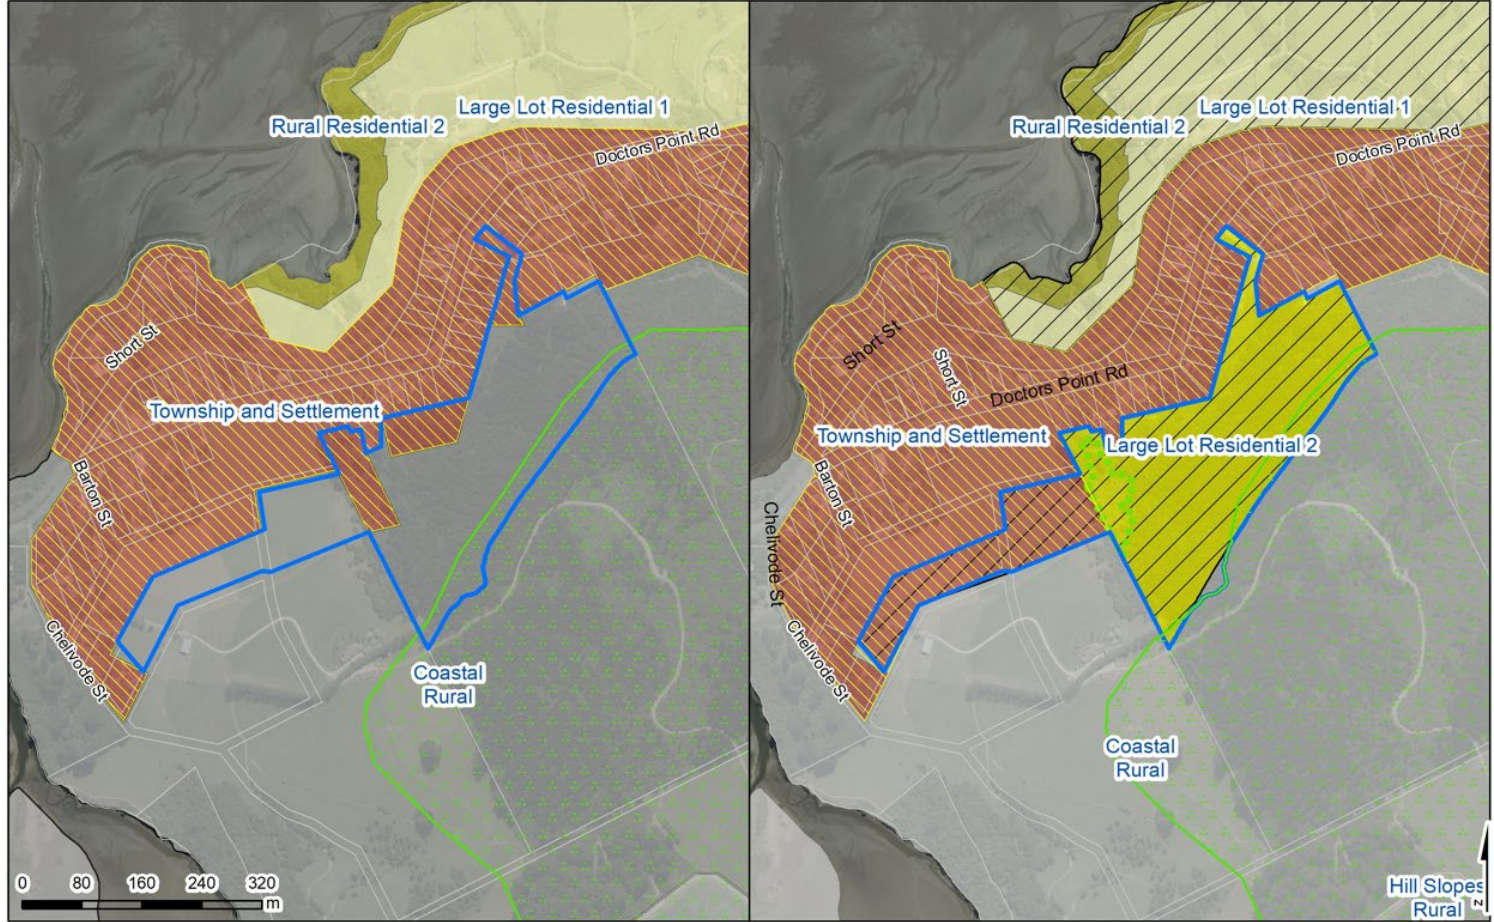 Large Lot Residential 1
Rural Residential 2
Doctors Point Rd
Short St
Township and Settlement
Barton St
Chelivode St
Coastal
Rural
0 80 160 240 320
m
Large Lot Residential 1
Rural Residential 2
Doctors Point Rd
Short St
Short St
Doctors Point Rd
Township and Settlement
Large Lot Residential 2
Barton St
Chelivode St
Chelivode St
Coastal
Rural
Hill Slopes
Rural
Z